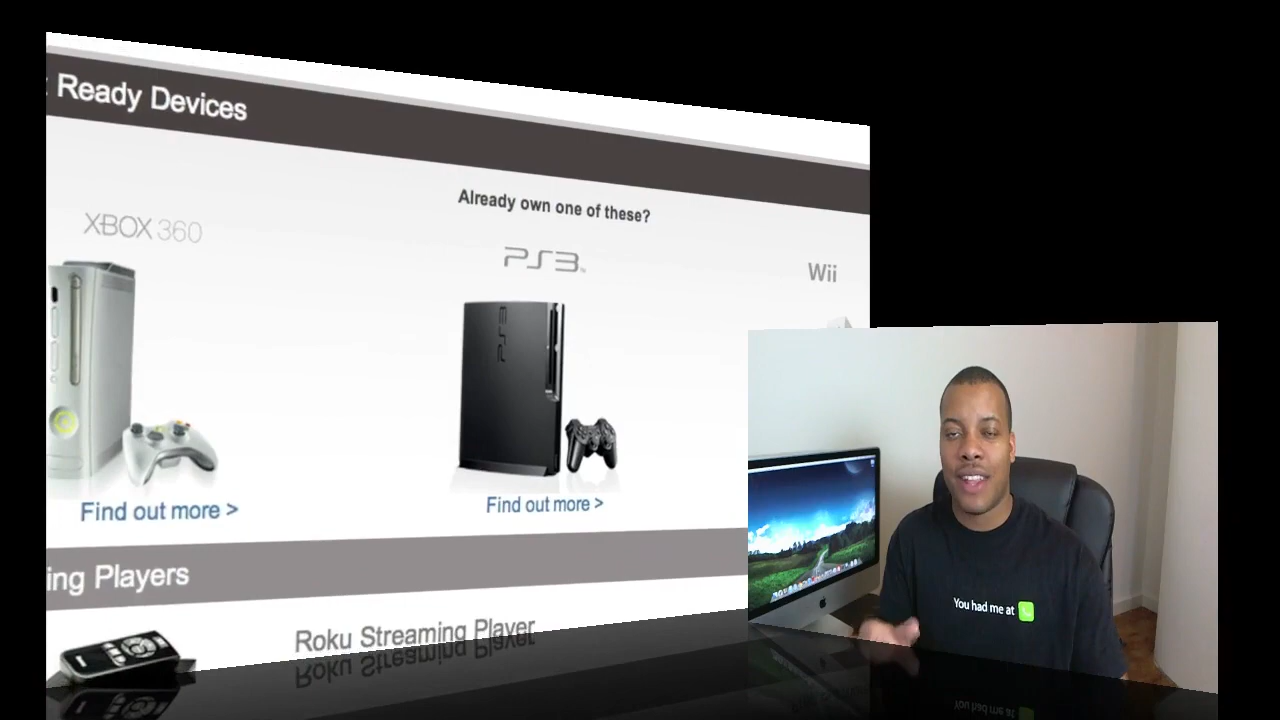 Ready Devices
Already own one of these?
XBOX 360
PS3
Wii
PS3
Find out more >
Find out more >
ing Players
Roku Streaming Player
You had me at